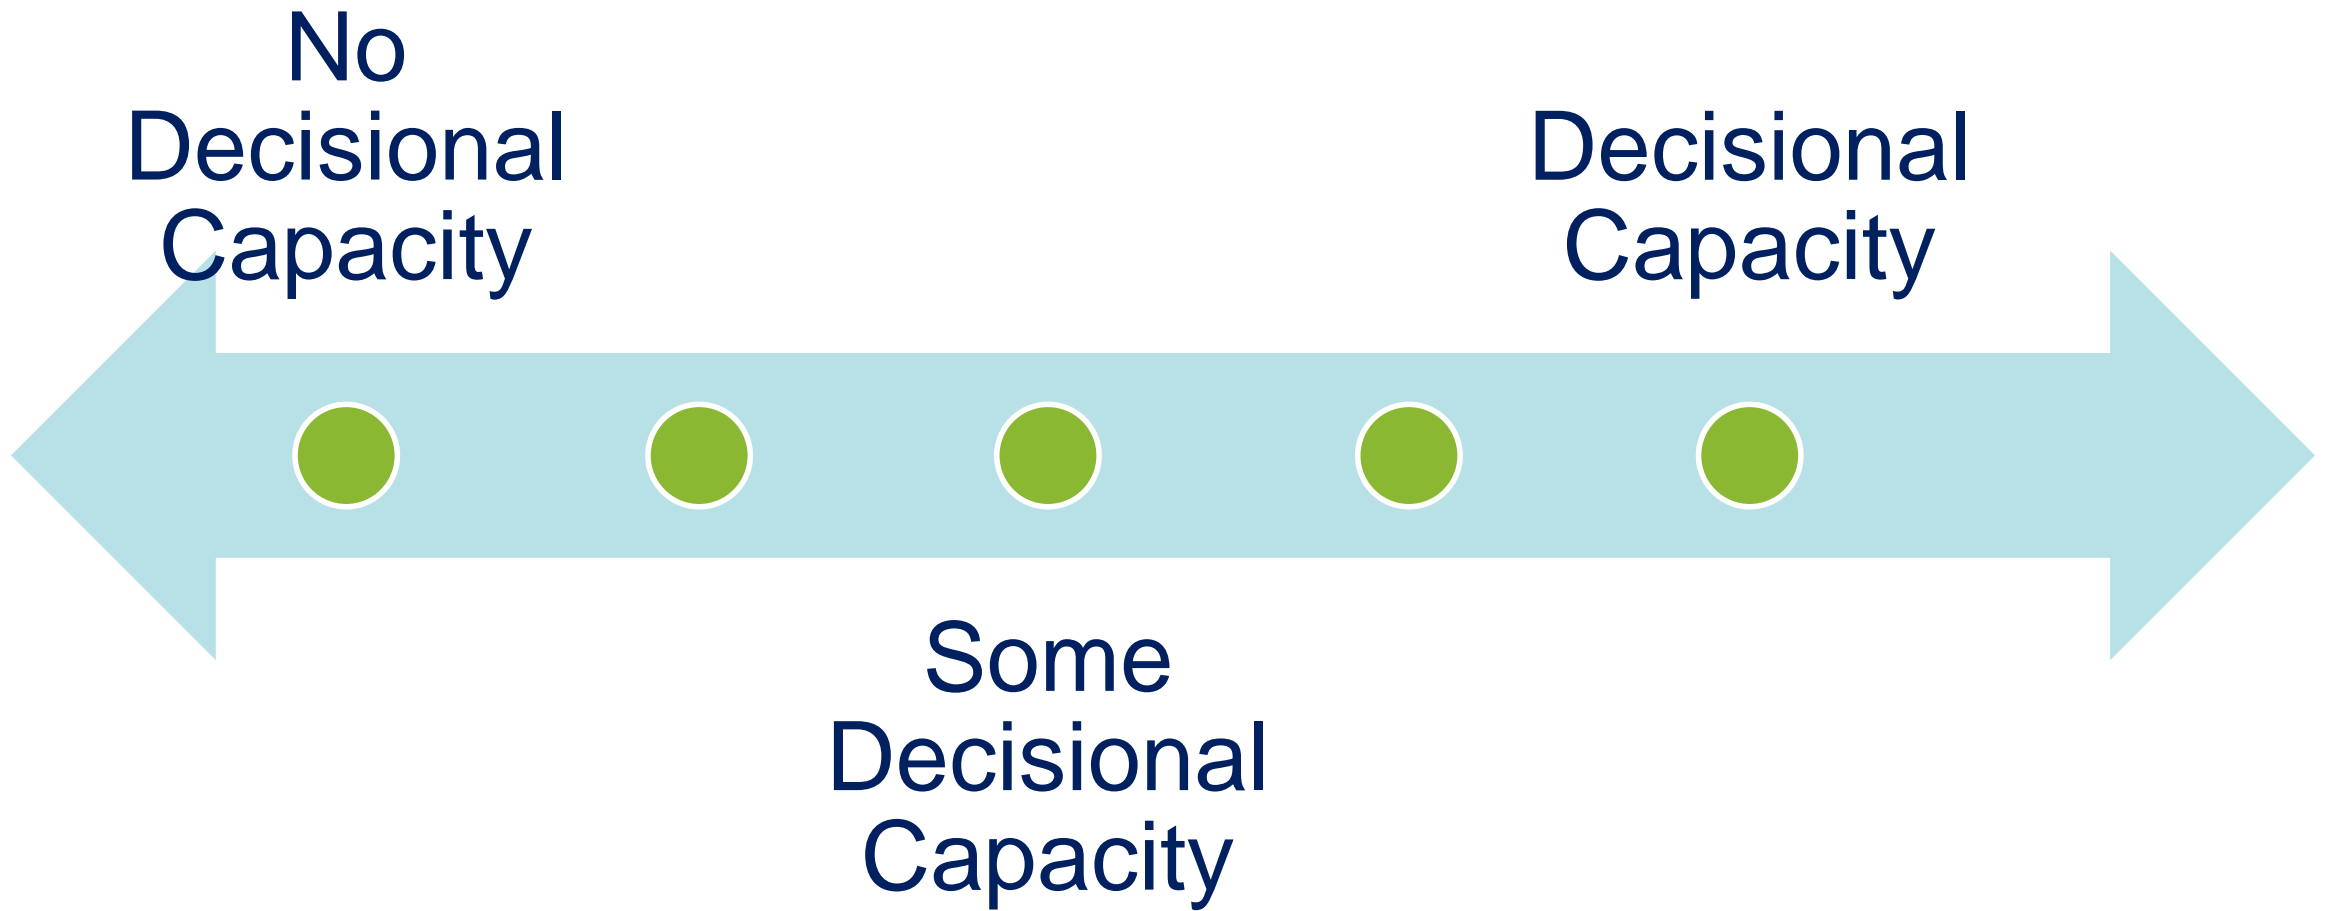 No
Decisional
Capacity
Decisional
Capacity
Some
Decisional
Capacity